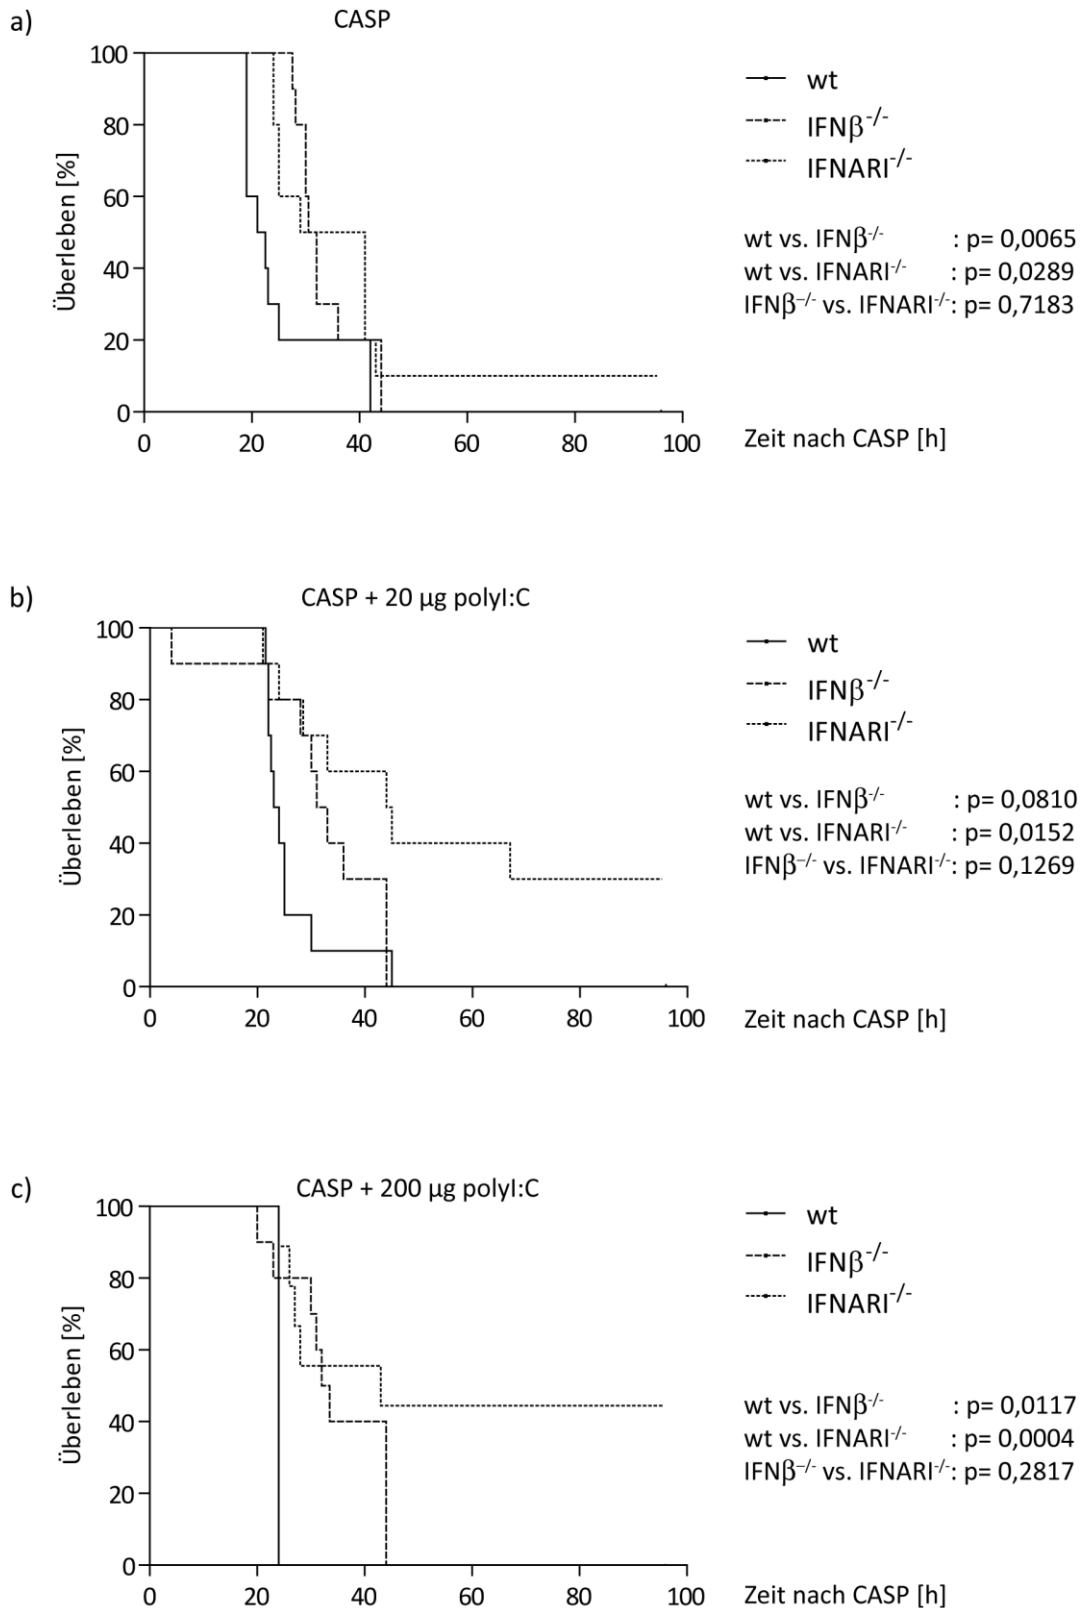 a)
CASP
Überleben [%]
100
80
60
40
20
0
0 20 40 60 80 100
Zeit nach CASP [h]
wt
IFNβ-/-
IFNARI-/-
wt vs. IFNβ-/- : p= 0,0065
wt vs. IFNARI-/- : p= 0,0289
IFNβ-/- vs. IFNARI-/-: p= 0,7183
b)
CASP + 20 µg polyI:C
Überleben [%]
100
80
60
40
20
0
0 20 40 60 80 100
Zeit nach CASP [h]
wt
IFNβ-/-
IFNARI-/-
wt vs. IFNβ-/- : p= 0,0810
wt vs. IFNARI-/- : p= 0,0152
IFNβ-/- vs. IFNARI-/-: p= 0,1269
c)
CASP + 200 µg polyI:C
Überleben [%]
100
80
60
40
20
0
0 20 40 60 80 100
Zeit nach CASP [h]
wt
IFNβ-/-
IFNARI-/-
wt vs. IFNβ-/- : p= 0,0117
wt vs. IFNARI-/- : p= 0,0004
IFNβ-/- vs. IFNARI-/-: p= 0,2817